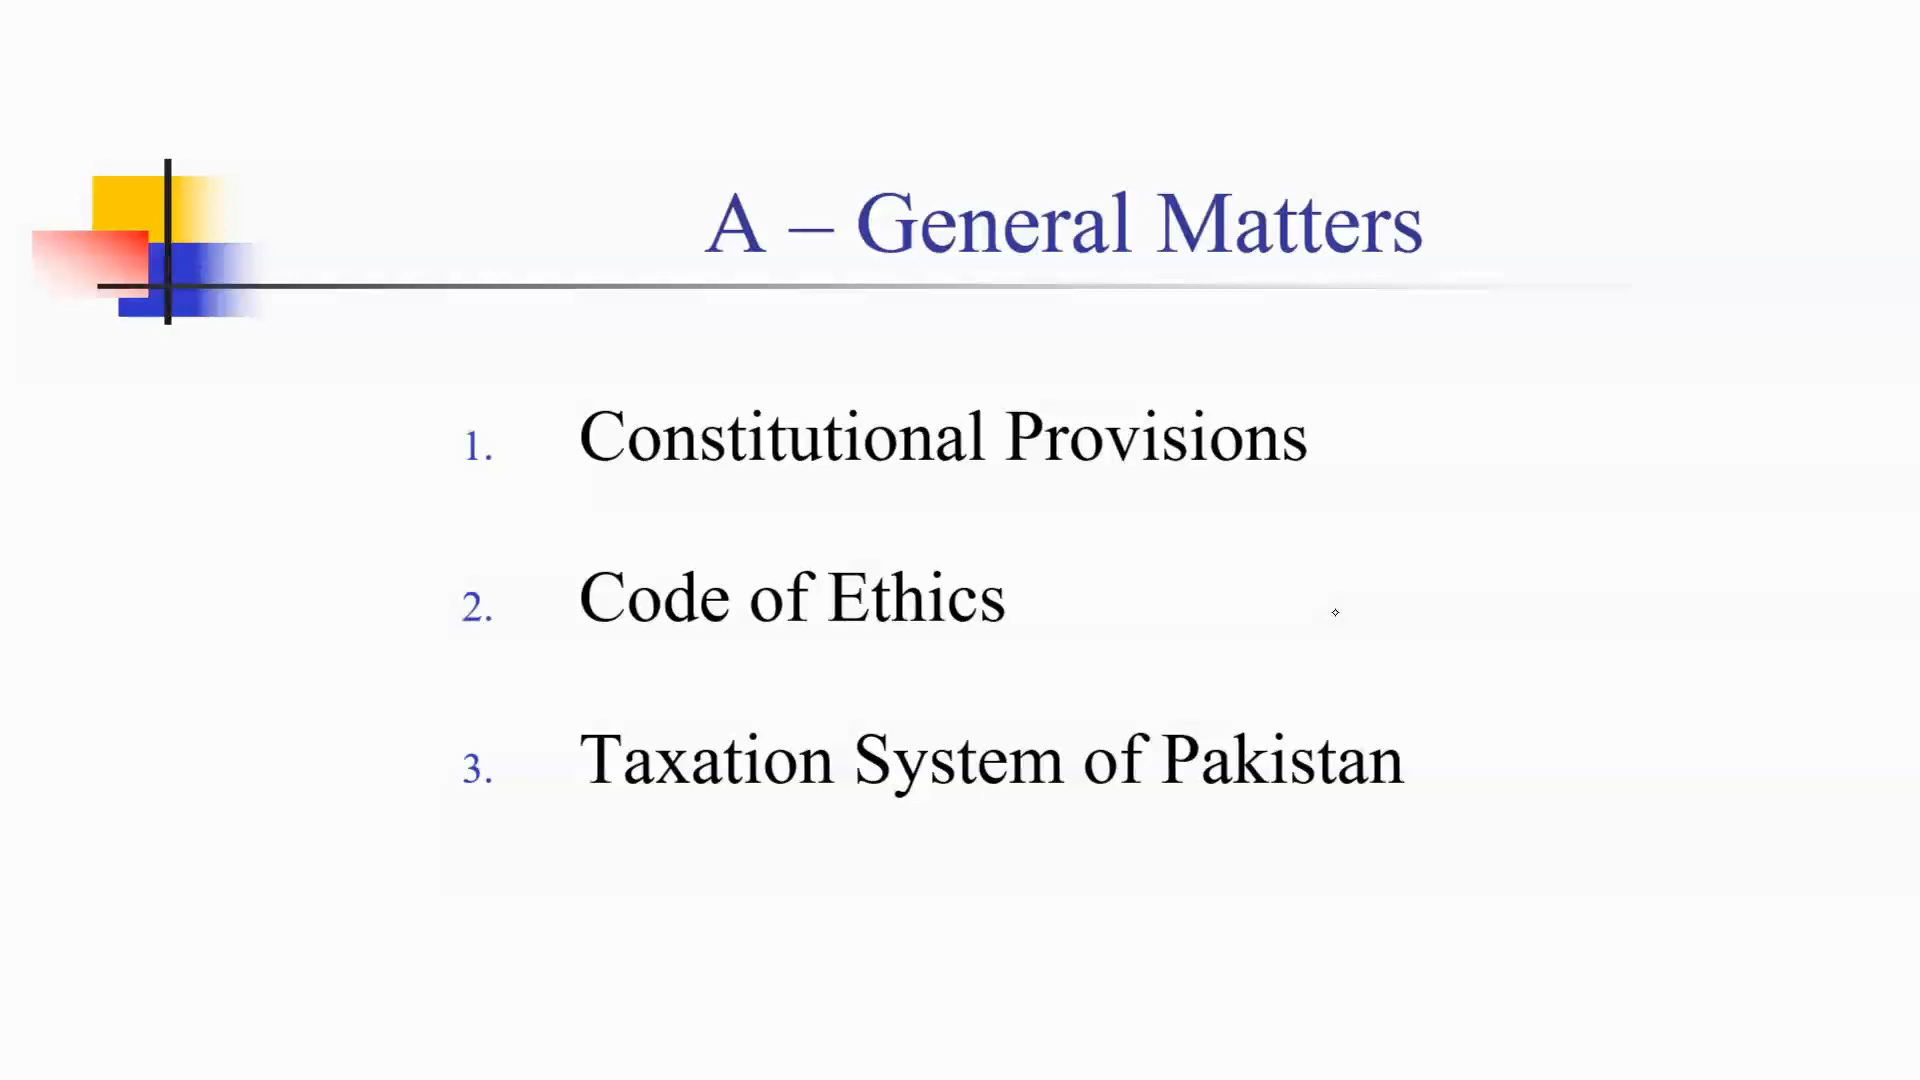 A – General Matters
1. Constitutional Provisions
2. Code of Ethics
3. Taxation System of Pakistan